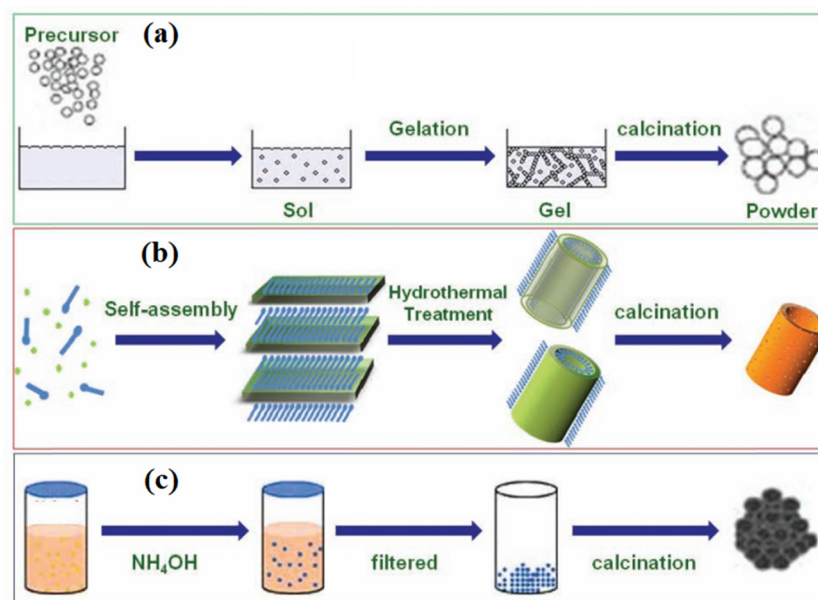 (a)
Precursor
Gelation
calcination
Sol
Gel
Powder
(b)
Self-assembly
Hydrothermal
Treatment
calcination
(c)
NH₄OH
filtered
calcination